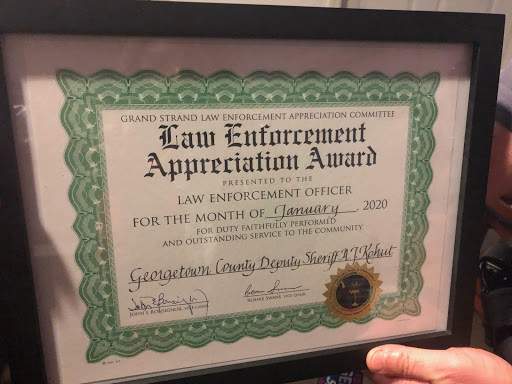 GRAND STRAND LAW ENFORCEMENT APPRECIATION COMMITTEE
Law Enforcement
Appreciation Award
PRESENTED TO THE
LAW ENFORCEMENT OFFICER
FOR THE MONTH OF January 2020
FOR DUTY FAITHFULLY PERFORMED
AND OUTSTANDING SERVICE TO THE COMMUNITY
Georgetown County Deputy Sheriff AJ Kohut